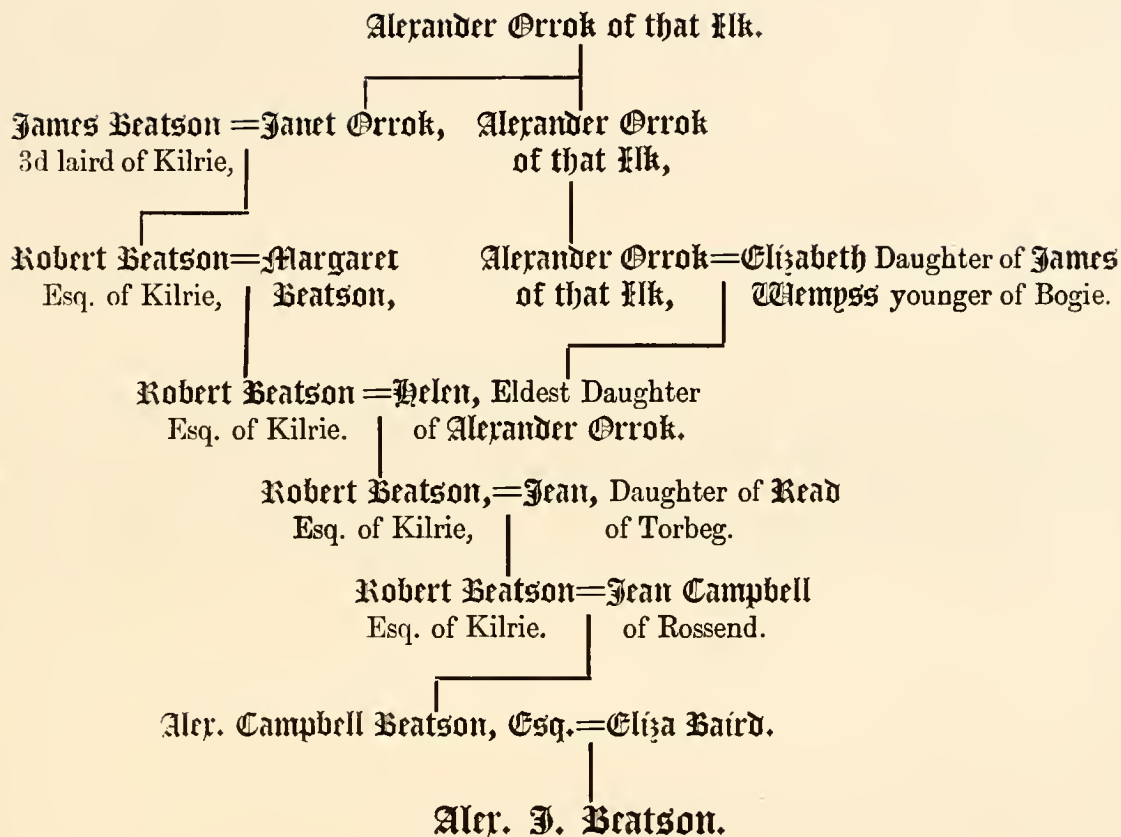 Alexander Orrok of that Ilk.
James Beatson = Janet Orrok, Alexander Orrok
3d laird of Kilrie, of that Ilk,
Robert Beatson = Margaret Alexander Orrok = Elizabeth Daughter of James
Esq. of Kilrie, Beatson, of that Ilk, Wemyss younger of Bogie.
Robert Beatson = Helen, Eldest Daughter
Esq. of Kilrie. of Alexander Orrok.
Robert Beatson, = Jean, Daughter of Read
Esq. of Kilrie, of Torbeg.
Robert Beatson = Jean Campbell
Esq. of Kilrie. of Rossend.
Alex. Campbell Beatson, Esq. = Eliza Baird.
Alex. J. Beatson.